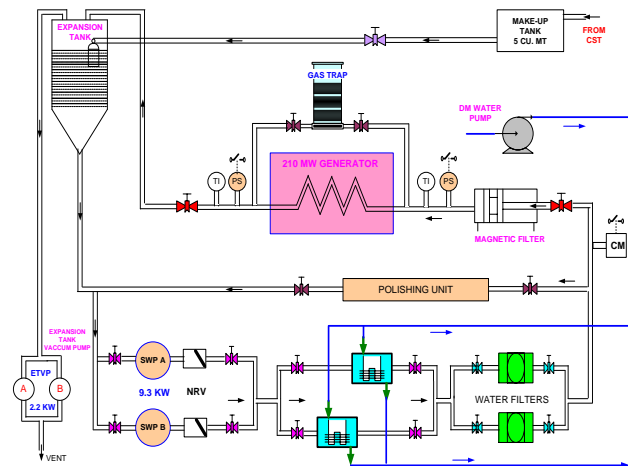 EXPANSION
TANK
MAKE-UP
TANK
5 CU. MT
FROM
CST
GAS TRAP
DM WATER
PUMP
210 MW GENERATOR
TI
PS
TI
PS
MAGNETIC FILTER
CM
POLISHING UNIT
EXPANSION
TANK
VACCUM PUMP
ETVP
A
B
2.2 KW
VENT
SWP A
9.3 KW
NRV
SWP B
WATER FILTERS